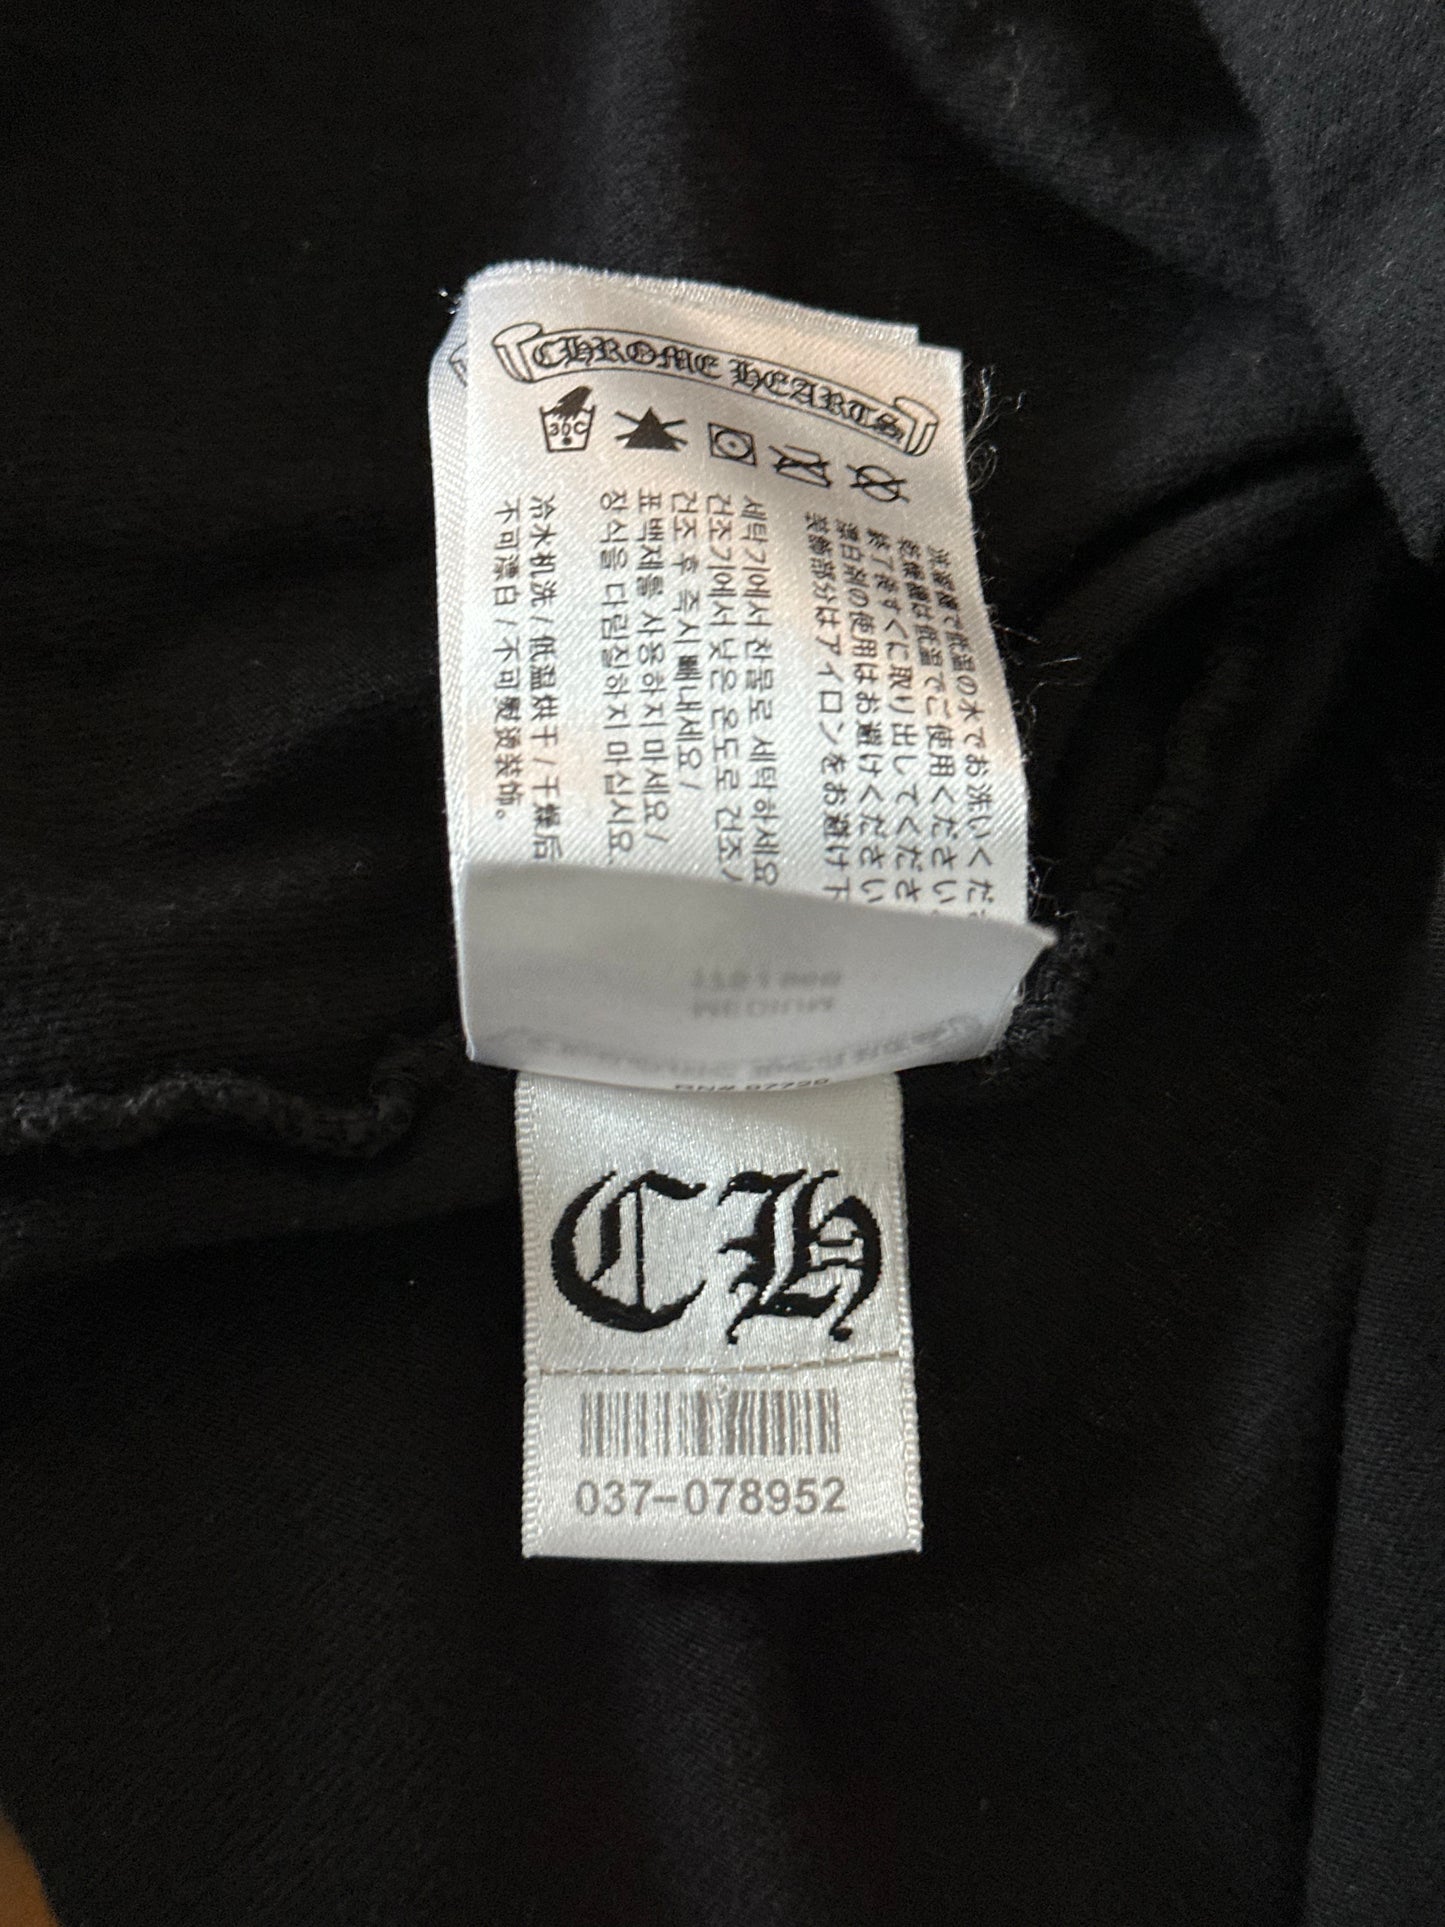 CHROME HEARTS
30C
洗濯機で低温の水でお洗いくだ
乾燥機は低温でご使用ください
終了後すぐに取り出してくださ
漂白剤の使用はお避けください
装飾部分はアイロンをお避け下
세탁기에서 찬물로 세탁하세요
건조기에서 낮은 온도로 건조/
건조 후 즉시 빼내세요/
표백제를 사용하지 마세요/
장식을 다림질하지 마십시요.
冷水机洗/低温烘干/干燥后
不可漂白/不可熨烫装饰。
CH
037-078952